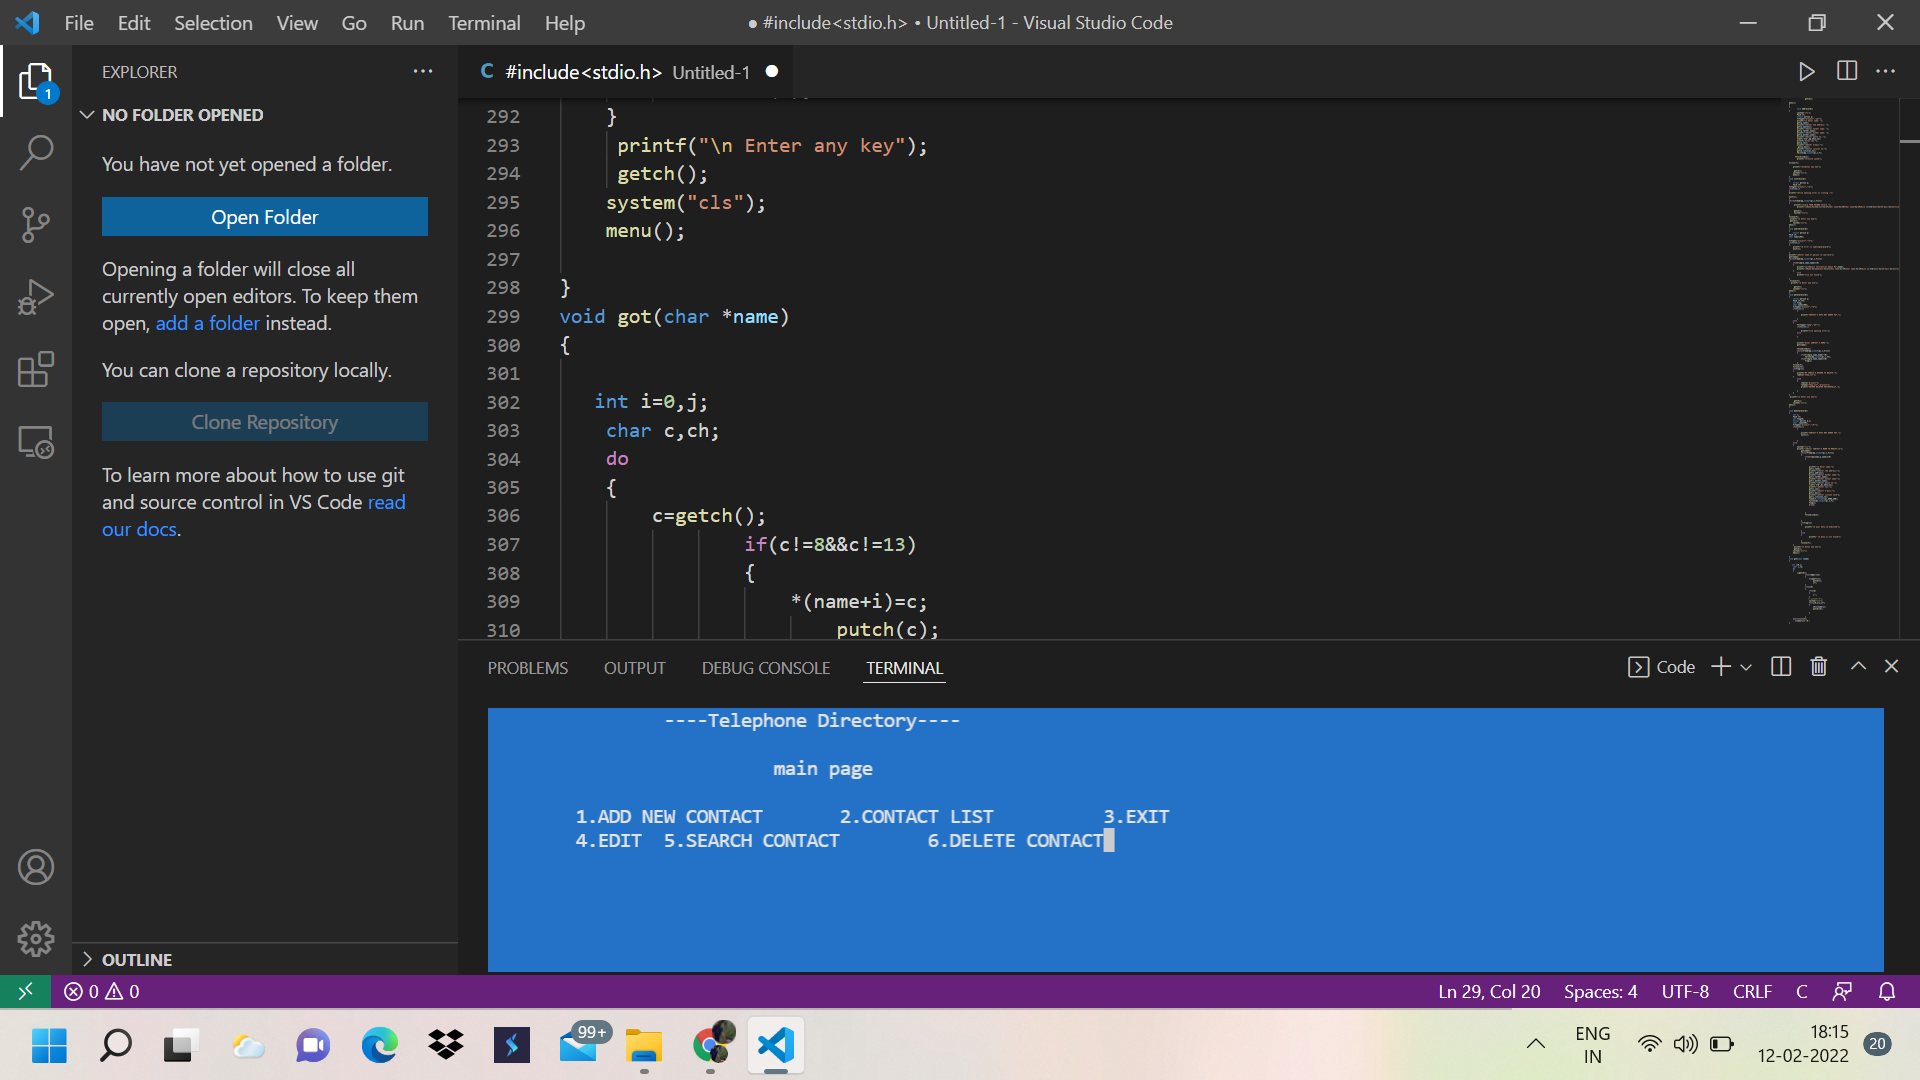 File Edit Selection View Go Run Terminal Help
● #include<stdio.h> • Untitled-1 - Visual Studio Code
EXPLORER
1
NO FOLDER OPENED
You have not yet opened a folder.
Open Folder
Opening a folder will close all
currently open editors. To keep them
open, add a folder instead.
You can clone a repository locally.
Clone Repository
To learn more about how to use git
and source control in VS Code read
our docs.
OUTLINE
C #include<stdio.h> Untitled-1 ●
292 }
293 printf("\n Enter any key");
294 getch();
295 system("cls");
296 menu();
297
298 }
299 void got(char *name)
300 {
301
302 int i=0,j;
303 char c,ch;
304 do
305 {
306 c=getch();
307 if(c!=8&&c!=13)
308 {
309 *(name+i)=c;
310 putch(c);
PROBLEMS OUTPUT DEBUG CONSOLE TERMINAL
Code
----Telephone Directory----
main page
1.ADD NEW CONTACT 2.CONTACT LIST 3.EXIT
4.EDIT 5.SEARCH CONTACT 6.DELETE CONTACT
0 0
Ln 29, Col 20 Spaces: 4 UTF-8 CRLF C
99+
ENG
IN
18:15
12-02-2022
20